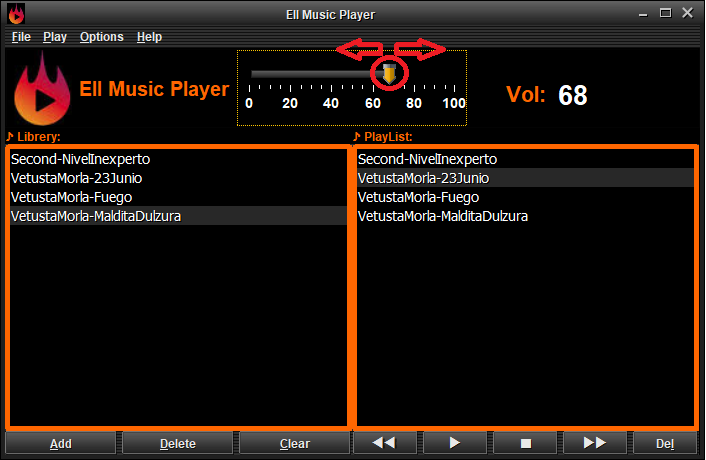 Ell Music Player
File Play Options Help
Ell Music Player
0 20 40 60 80 100
Vol: 68
♪ Librery:
Second-NivelInexperto
VetustaMorla-23Junio
VetustaMorla-Fuego
VetustaMorla-MalditaDulzura
♪ PlayList:
Second-NivelInexperto
VetustaMorla-23Junio
VetustaMorla-Fuego
VetustaMorla-MalditaDulzura
Add Delete Clear Del